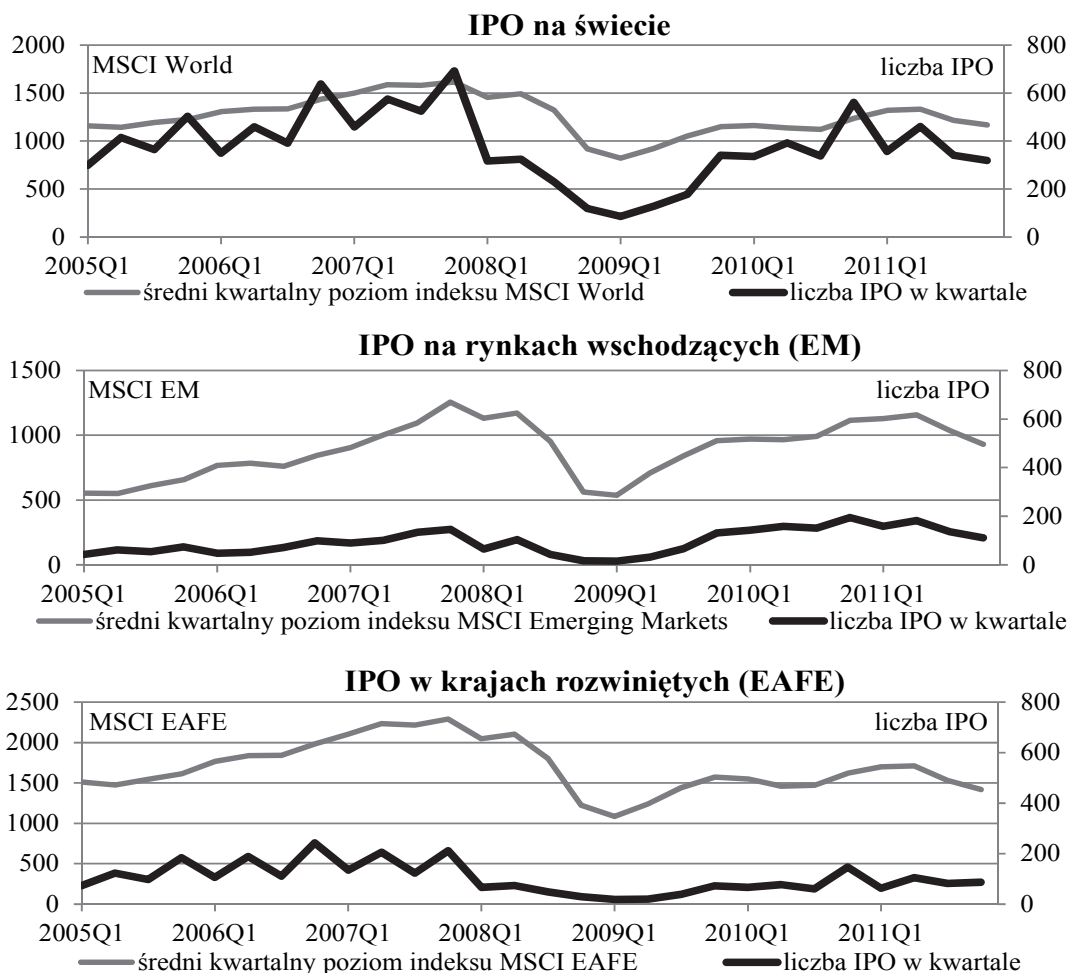 IPO na świecie
2000 800
MSCI World liczba IPO
1500 600
1000 400
500 200
0 0
2005Q1 2006Q1 2007Q1 2008Q1 2009Q1 2010Q1 2011Q1
średni kwartalny poziom indeksu MSCI World liczba IPO w kwartale
IPO na rynkach wschodzących (EM)
1500 800
MSCI EM liczba IPO
600
1000
400
500
200
0 0
2005Q1 2006Q1 2007Q1 2008Q1 2009Q1 2010Q1 2011Q1
średni kwartalny poziom indeksu MSCI Emerging Markets liczba IPO w kwartale
IPO w krajach rozwiniętych (EAFE)
2500 800
MSCI EAFE liczba IPO
2000
600
1500
400
1000
200
500
0 0
2005Q1 2006Q1 2007Q1 2008Q1 2009Q1 2010Q1 2011Q1
średni kwartalny poziom indeksu MSCI EAFE liczba IPO w kwartale